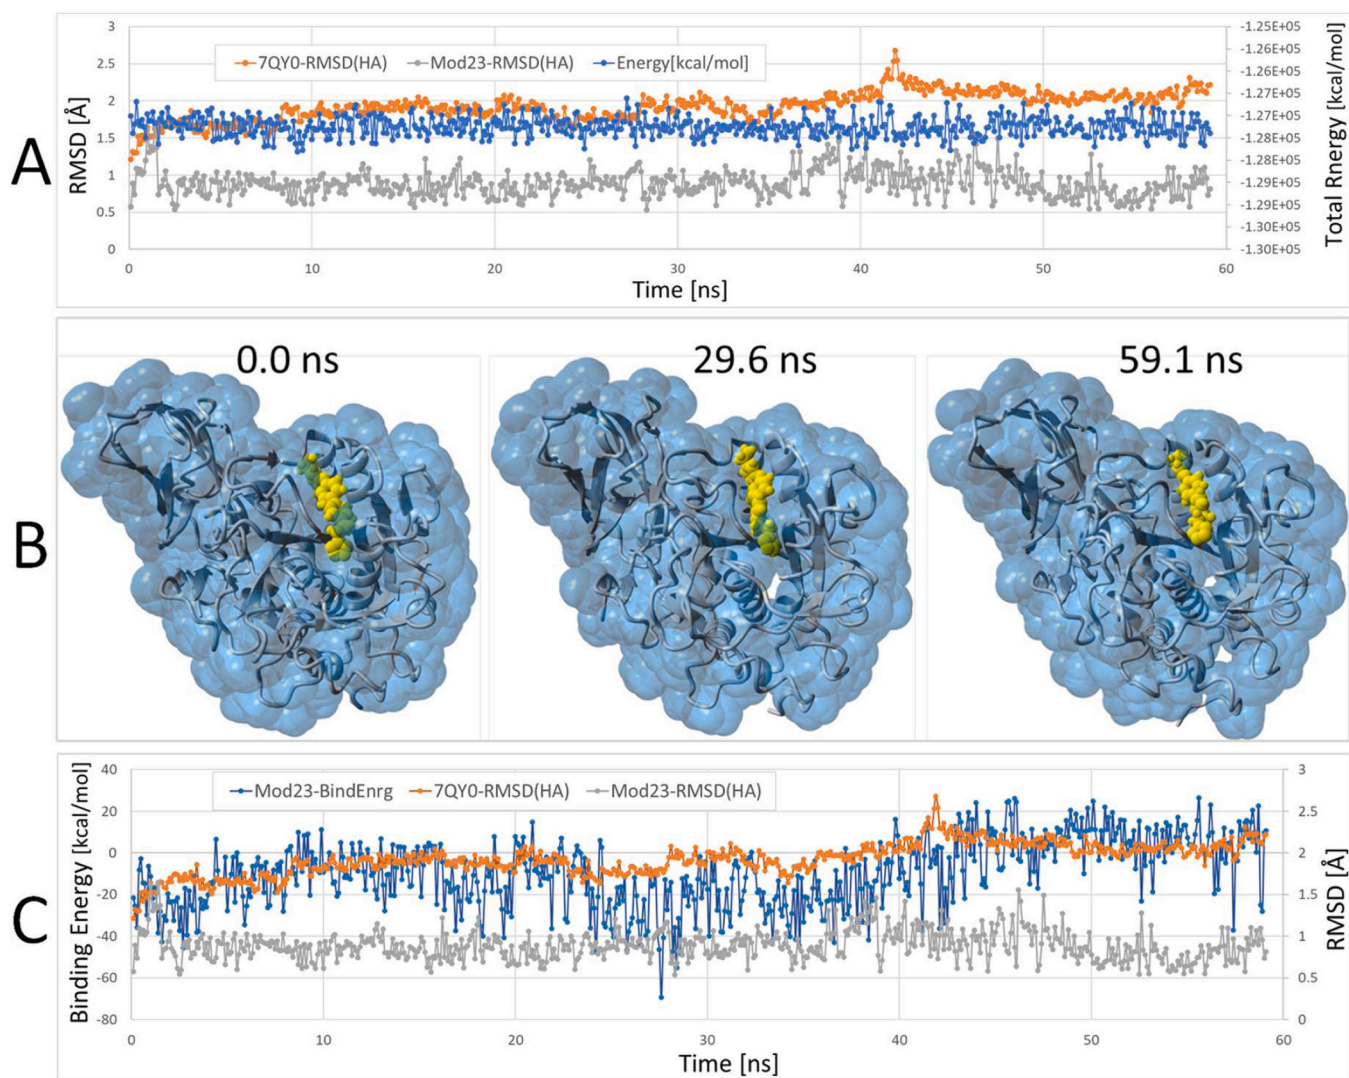 A
7QY0-RMSD(HA) Mod23-RMSD(HA) Energy[kcal/mol]
RMSD [Å]
3
2.5
2
1.5
1
0.5
0
-1.25E+05
-1.26E+05
-1.26E+05
-1.27E+05
-1.27E+05
-1.28E+05
-1.28E+05
-1.29E+05
-1.29E+05
-1.30E+05
-1.30E+05
Total Rnergy [kcal/mol]
0 10 20 30 40 50 60
Time [ns]
B
0.0 ns 29.6 ns 59.1 ns
C
Mod23-BindEnrg 7QY0-RMSD(HA) Mod23-RMSD(HA)
Binding Energy [kcal/mol]
40
20
0
-20
-40
-60
-80
3
2.5
2
1.5
1
0.5
0
RMSD [Å]
0 10 20 30 40 50 60
Time [ns]